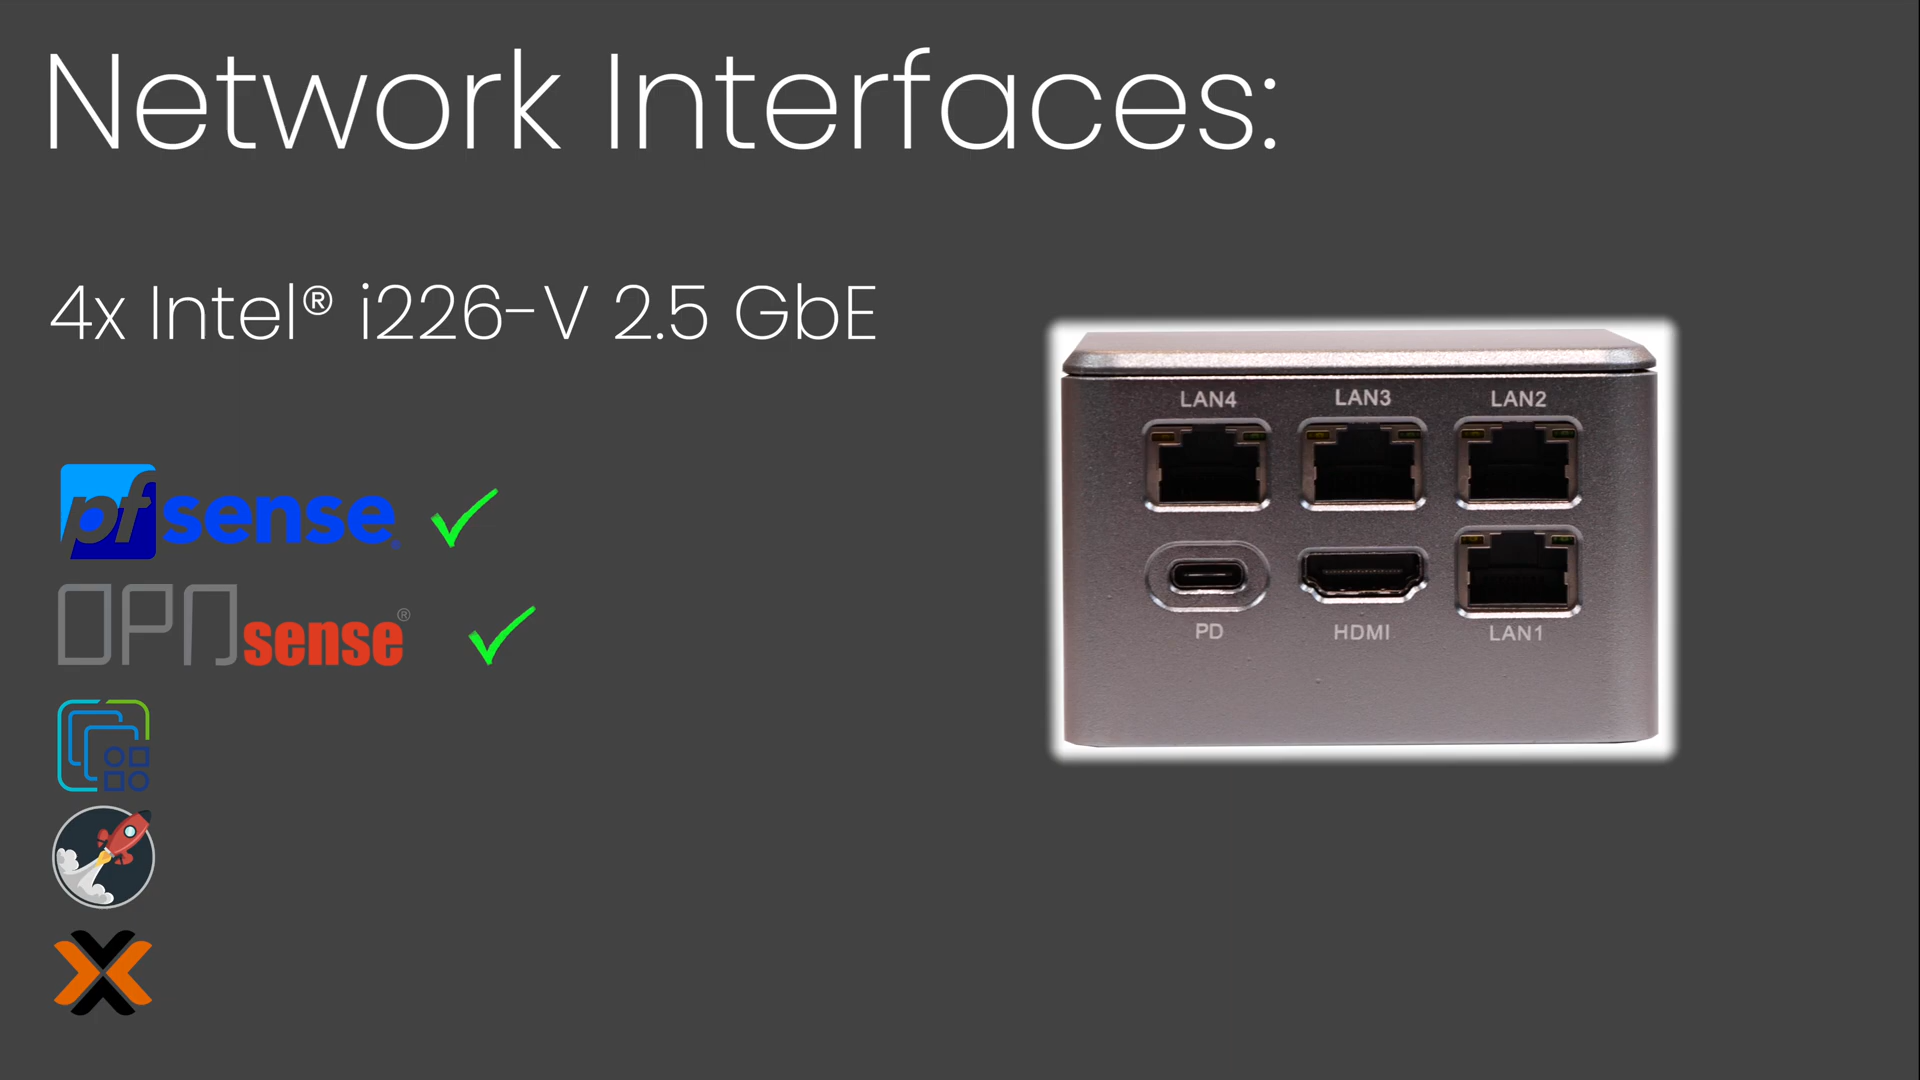 Network Interfaces:
4x Intel® i226-V 2.5 GbE
pfsense®
OPNsense®
LAN4 LAN3 LAN2
PD HDMI LAN1